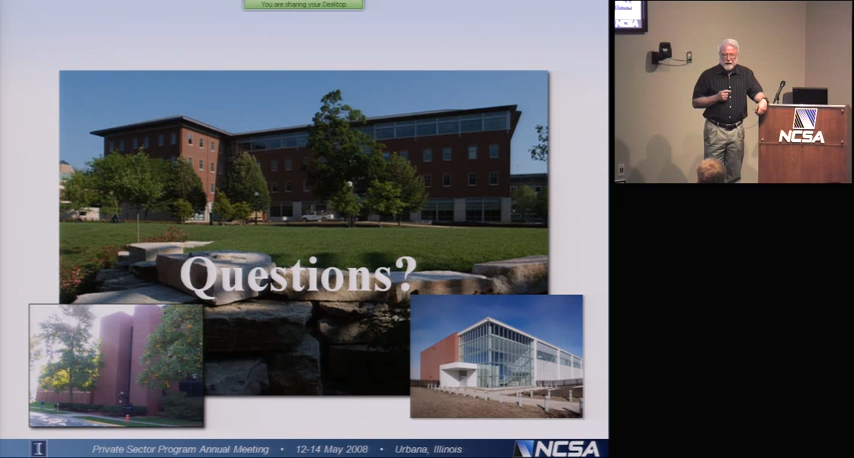 You are sharing your Desktop
Questions?
I
Private Sector Program Annual Meeting • 12-14 May 2008 • Urbana, Illinois
NCSA
NCSA